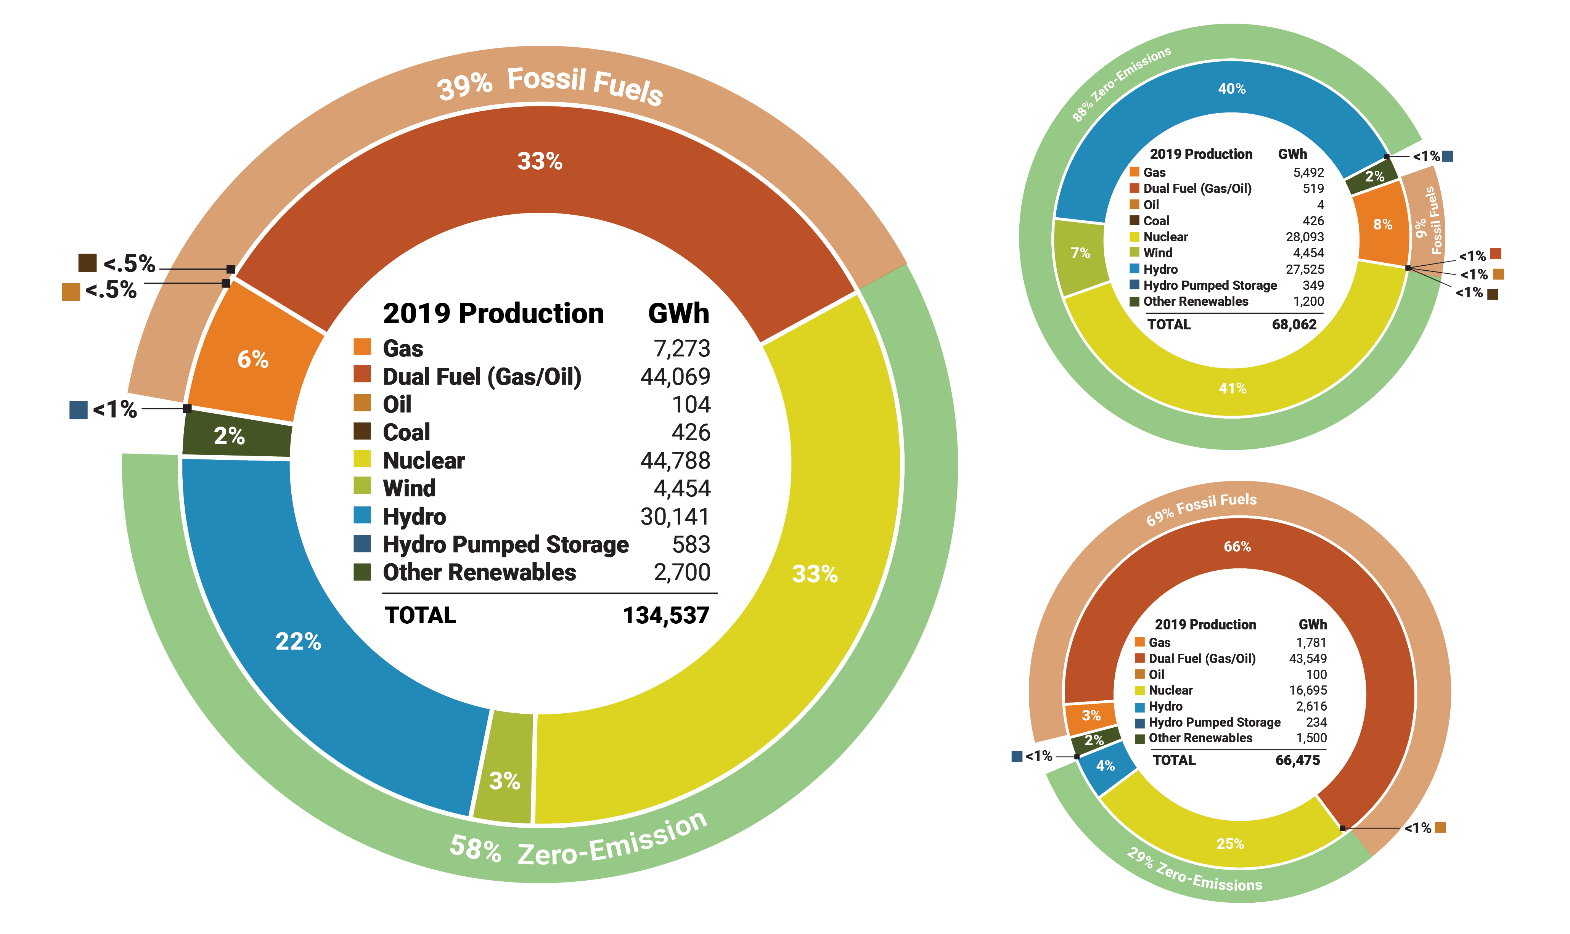 39% Fossil Fuels
33%
<.5%
<.5%
6%
<1%
2%
2019 Production GWh
Gas 7,273
Dual Fuel (Gas/Oil) 44,069
Oil 104
Coal 426
Nuclear 44,788
Wind 4,454
Hydro 30,141
Hydro Pumped Storage 583
Other Renewables 2,700
TOTAL 134,537
33%
22%
3%
58% Zero-Emission
88% Zero-Emissions
40%
<1%
2%
2019 Production GWh
Gas 5,492
Dual Fuel (Gas/Oil) 519
Oil 4
Coal 426
Nuclear 28,093
Wind 4,454
Hydro 27,525
Hydro Pumped Storage 349
Other Renewables 1,200
TOTAL 68,062
8%
9%
Fossil Fuels
7%
<1%
<1%
<1%
41%
69% Fossil Fuels
66%
2019 Production GWh
Gas 1,781
Dual Fuel (Gas/Oil) 43,549
Oil 100
Nuclear 16,695
Hydro 2,616
Hydro Pumped Storage 234
Other Renewables 1,500
TOTAL 66,475
3%
2%
<1%
4%
<1%
25%
29% Zero-Emissions